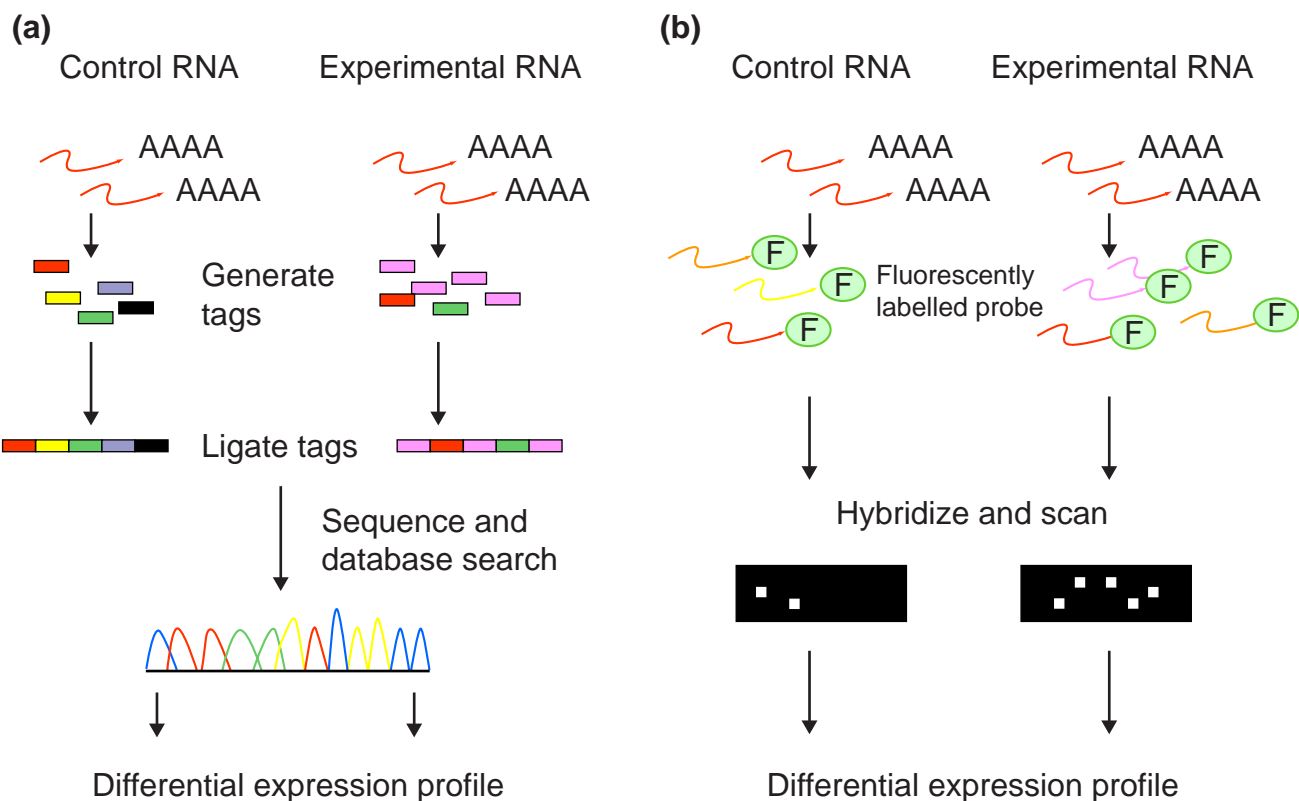 (a)
Control RNA
Experimental RNA
AAAA
AAAA
AAAA
AAAA
Generate
tags
Ligate tags
Sequence and
database search
Differential expression profile
(b)
Control RNA
Experimental RNA
AAAA
AAAA
AAAA
AAAA
F
F
F
Fluorescently
labelled probe
F
F
F
F
Hybridize and scan
Differential expression profile